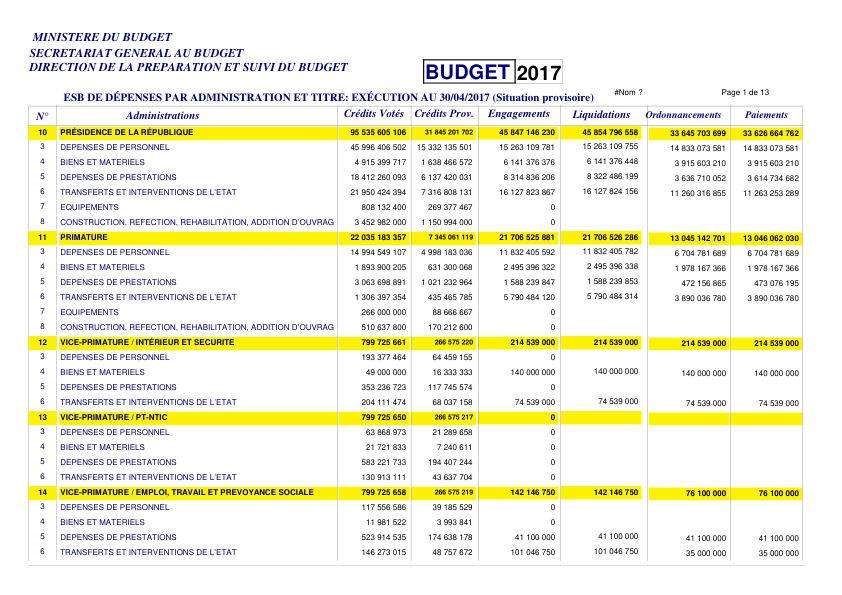 MINISTERE DU BUDGET
SECRETARIAT GENERAL AU BUDGET
DIRECTION DE LA PREPARATION ET SUIVI DU BUDGET
BUDGET 2017
#Nom ? Page 1 de 13
ESB DE DÉPENSES PAR ADMINISTRATION ET TITRE: EXÉCUTION AU 30/04/2017 (Situation provisoire)
N° Administrations Crédits Votés Crédits Prov. Engagements Liquidations Ordonnancements Paiements
10 PRÉSIDENCE DE LA RÉPUBLIQUE 95 535 605 106 31 845 201 702 45 847 146 230 45 854 796 558 33 645 703 699 33 626 664 762
3 DEPENSES DE PERSONNEL 45 996 406 502 15 332 135 501 15 263 109 781 15 263 109 755 14 833 073 581 14 833 073 581
4 BIENS ET MATERIELS 4 915 399 717 1 638 466 572 6 141 376 376 6 141 376 448 3 915 603 210 3 915 603 210
5 DEPENSES DE PRESTATIONS 18 412 260 093 6 137 420 031 8 314 836 206 8 322 486 199 3 636 710 052 3 614 734 682
6 TRANSFERTS ET INTERVENTIONS DE L'ETAT 21 950 424 394 7 316 808 131 16 127 823 867 16 127 824 156 11 260 316 855 11 263 253 289
7 EQUIPEMENTS 808 132 400 269 377 467 0
8 CONSTRUCTION, REFECTION, REHABILITATION, ADDITION D'OUVRAG 3 452 982 000 1 150 994 000 0
11 PRIMATURE 22 035 183 357 7 345 061 119 21 706 525 881 21 706 526 286 13 045 142 701 13 046 062 030
3 DEPENSES DE PERSONNEL 14 994 549 107 4 998 183 036 11 832 405 592 11 832 405 782 6 704 781 689 6 704 781 689
4 BIENS ET MATERIELS 1 893 900 205 631 300 068 2 495 396 322 2 495 396 338 1 978 167 366 1 978 167 366
5 DEPENSES DE PRESTATIONS 3 063 698 891 1 021 232 964 1 588 239 847 1 588 239 853 472 156 865 473 076 195
6 TRANSFERTS ET INTERVENTIONS DE L'ETAT 1 306 397 354 435 465 785 5 790 484 120 5 790 484 314 3 890 036 780 3 890 036 780
7 EQUIPEMENTS 266 000 000 88 666 667 0
8 CONSTRUCTION, REFECTION, REHABILITATION, ADDITION D'OUVRAG 510 637 800 170 212 600 0
12 VICE-PRIMATURE / INTÉRIEUR ET SECURITE 799 725 661 266 575 220 214 539 000 214 539 000 214 539 000 214 539 000
3 DEPENSES DE PERSONNEL 193 377 464 64 459 155 0
4 BIENS ET MATERIELS 49 000 000 16 333 333 140 000 000 140 000 000 140 000 000 140 000 000
5 DEPENSES DE PRESTATIONS 353 236 723 117 745 574 0
6 TRANSFERTS ET INTERVENTIONS DE L'ETAT 204 111 474 68 037 158 74 539 000 74 539 000 74 539 000 74 539 000
13 VICE-PRIMATURE / PT-NTIC 799 725 650 266 575 217 0
3 DEPENSES DE PERSONNEL 63 868 973 21 289 658 0
4 BIENS ET MATERIELS 21 721 833 7 240 611 0
5 DEPENSES DE PRESTATIONS 583 221 733 194 407 244 0
6 TRANSFERTS ET INTERVENTIONS DE L'ETAT 130 913 111 43 637 704 0
14 VICE-PRIMATURE / EMPLOI, TRAVAIL ET PREVOYANCE SOCIALE 799 725 658 266 575 219 142 146 750 142 146 750 76 100 000 76 100 000
3 DEPENSES DE PERSONNEL 117 556 586 39 185 529 0
4 BIENS ET MATERIELS 11 981 522 3 993 841 0
5 DEPENSES DE PRESTATIONS 523 914 535 174 638 178 41 100 000 41 100 000 41 100 000 41 100 000
6 TRANSFERTS ET INTERVENTIONS DE L'ETAT 146 273 015 48 757 672 101 046 750 101 046 750 35 000 000 35 000 000